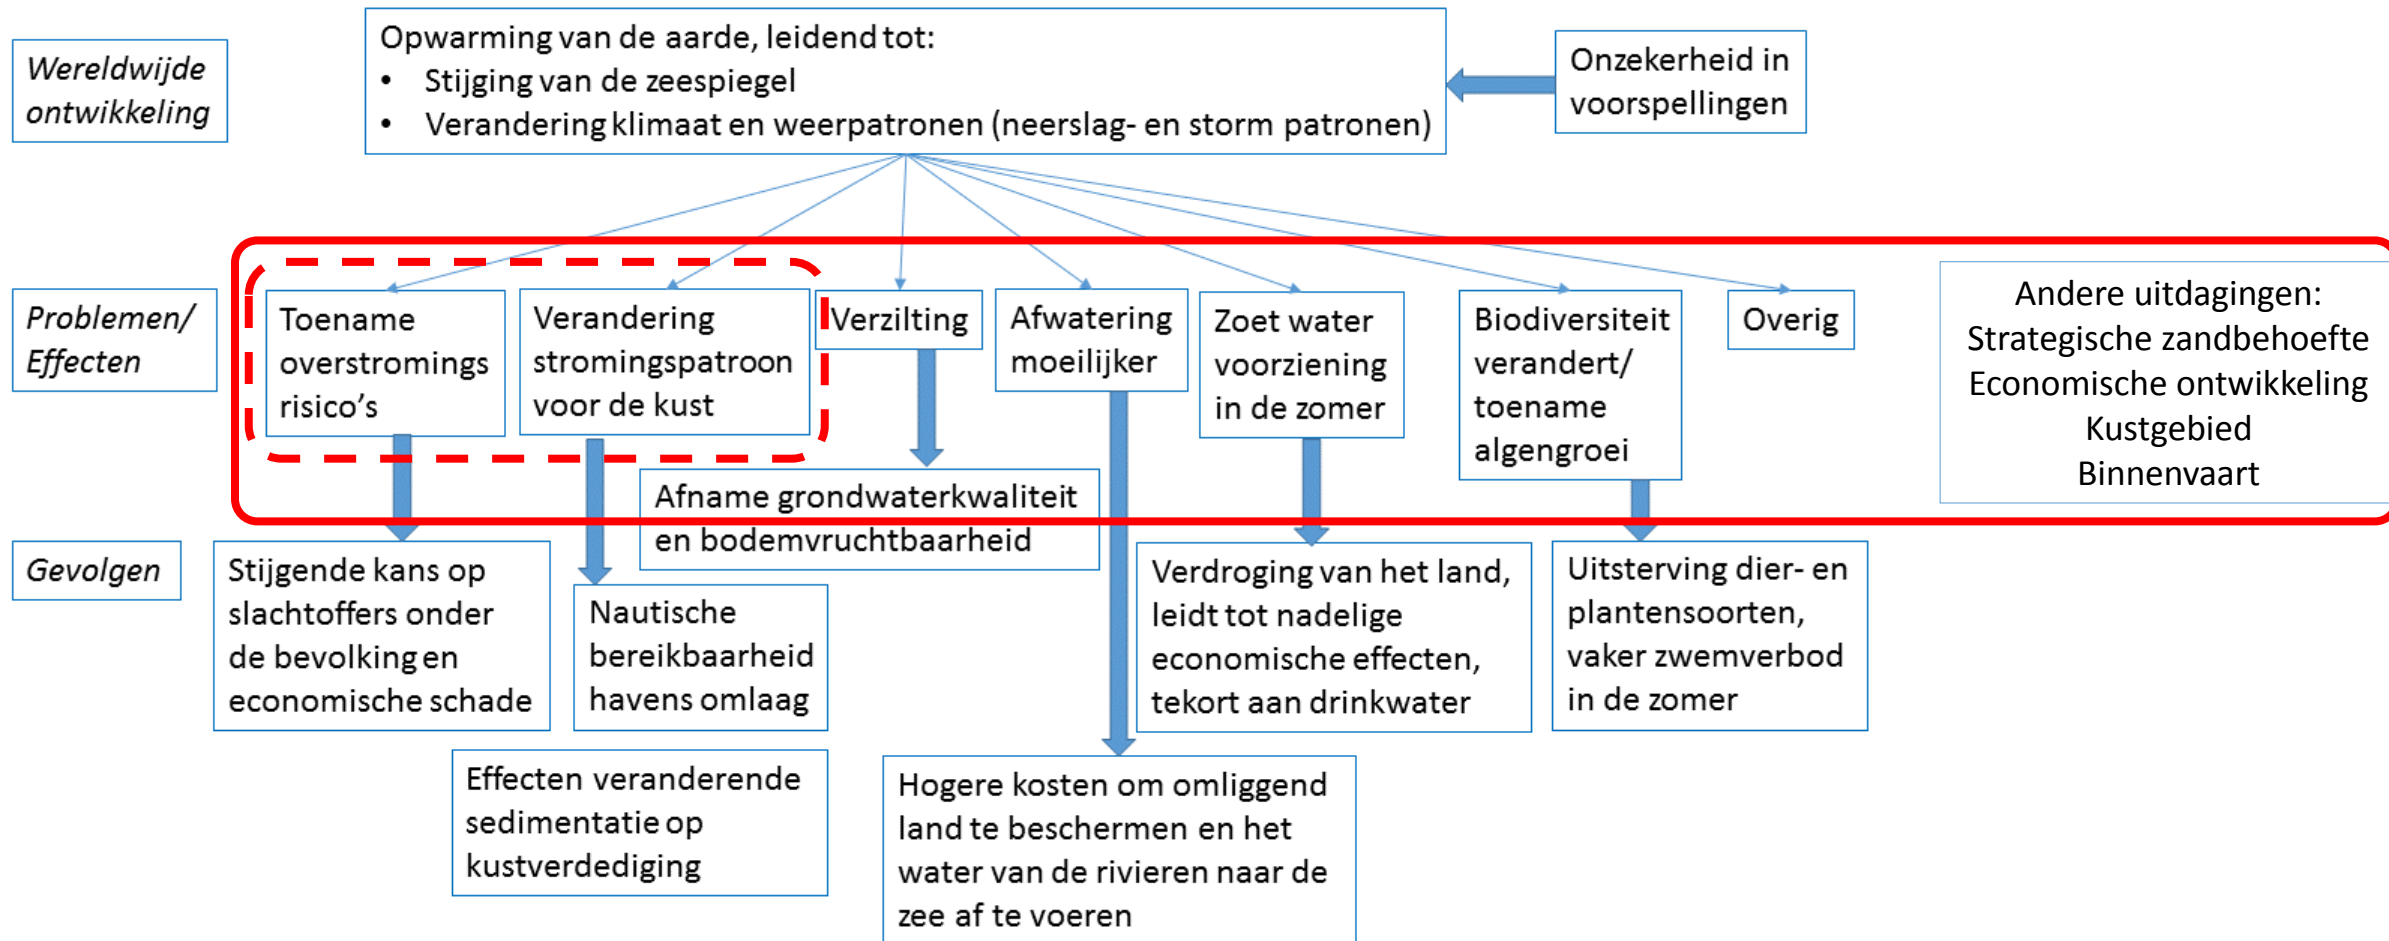 Wereldwijde
ontwikkeling
Opwarming van de aarde, leidend tot:
• Stijging van de zeespiegel
• Verandering klimaat en weerpatronen (neerslag- en storm patronen)
Onzekerheid in
voorspellingen
Problemen/
Effecten
Toename
overstromings
risico's
Verandering
stromingspatroon
voor de kust
Verzilting
Afwatering
moeilijker
Zoet water
voorziening
in de zomer
Biodiversiteit
verandert/
toename
algengroei
Overig
Andere uitdagingen:
Strategische zandbehoefte
Economische ontwikkeling
Kustgebied
Binnenvaart
Afname grondwaterkwaliteit
en bodemvruchtbaarheid
Gevolgen
Stijgende kans op
slachtoffers onder
de bevolking en
economische schade
Nautische
bereikbaarheid
havens omlaag
Verdroging van het land,
leidt tot nadelige
economische effecten,
tekort aan drinkwater
Uitsterving dier- en
plantensoorten,
vaker zwemverbod
in de zomer
Effecten veranderende
sedimentatie op
kustverdediging
Hogere kosten om omliggend
land te beschermen en het
water van de rivieren naar de
zee af te voeren